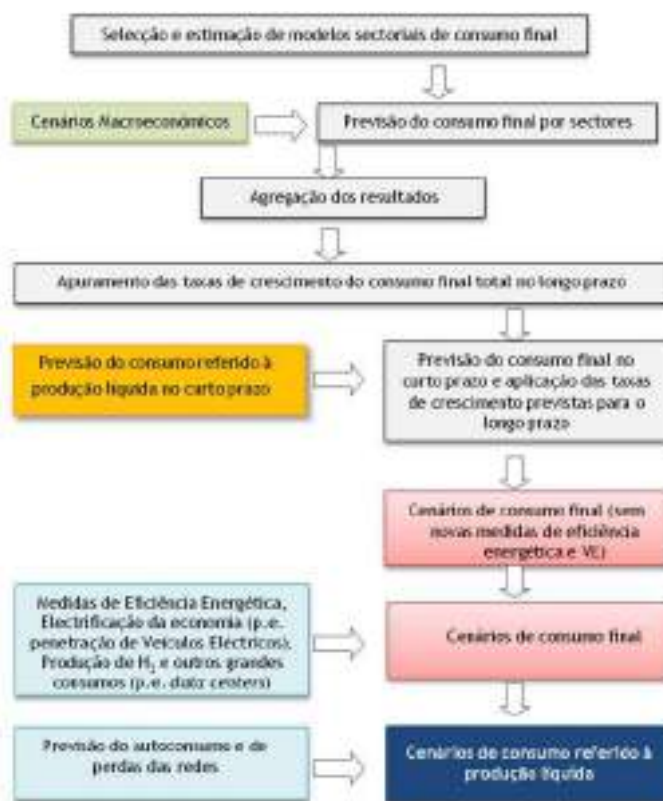 Selecção e estimação de modelos sectoriais de consumo final
Cenários Macroeconómicos
Previsão do consumo final por sectores
Agregação dos resultados
Apuramento das taxas de crescimento do consumo final total no longo prazo
Previsão do consumo referido à
produção líquida no curto prazo
Previsão do consumo final no
curto prazo e aplicação das taxas
de crescimento previstas para o
longo prazo
Cenários de consumo final (sem
novas medidas de eficiência
energética e VE)
Medidas de Eficiência Energética,
Electrificação da economia (p.e.
penetração de Veículos Eléctricos),
Produção de H₂ e outros grandes
consumos (p.e. data centers)
Cenários de consumo final
Previsão do autoconsumo e de
perdas das redes
Cenários de consumo referido à
produção líquida